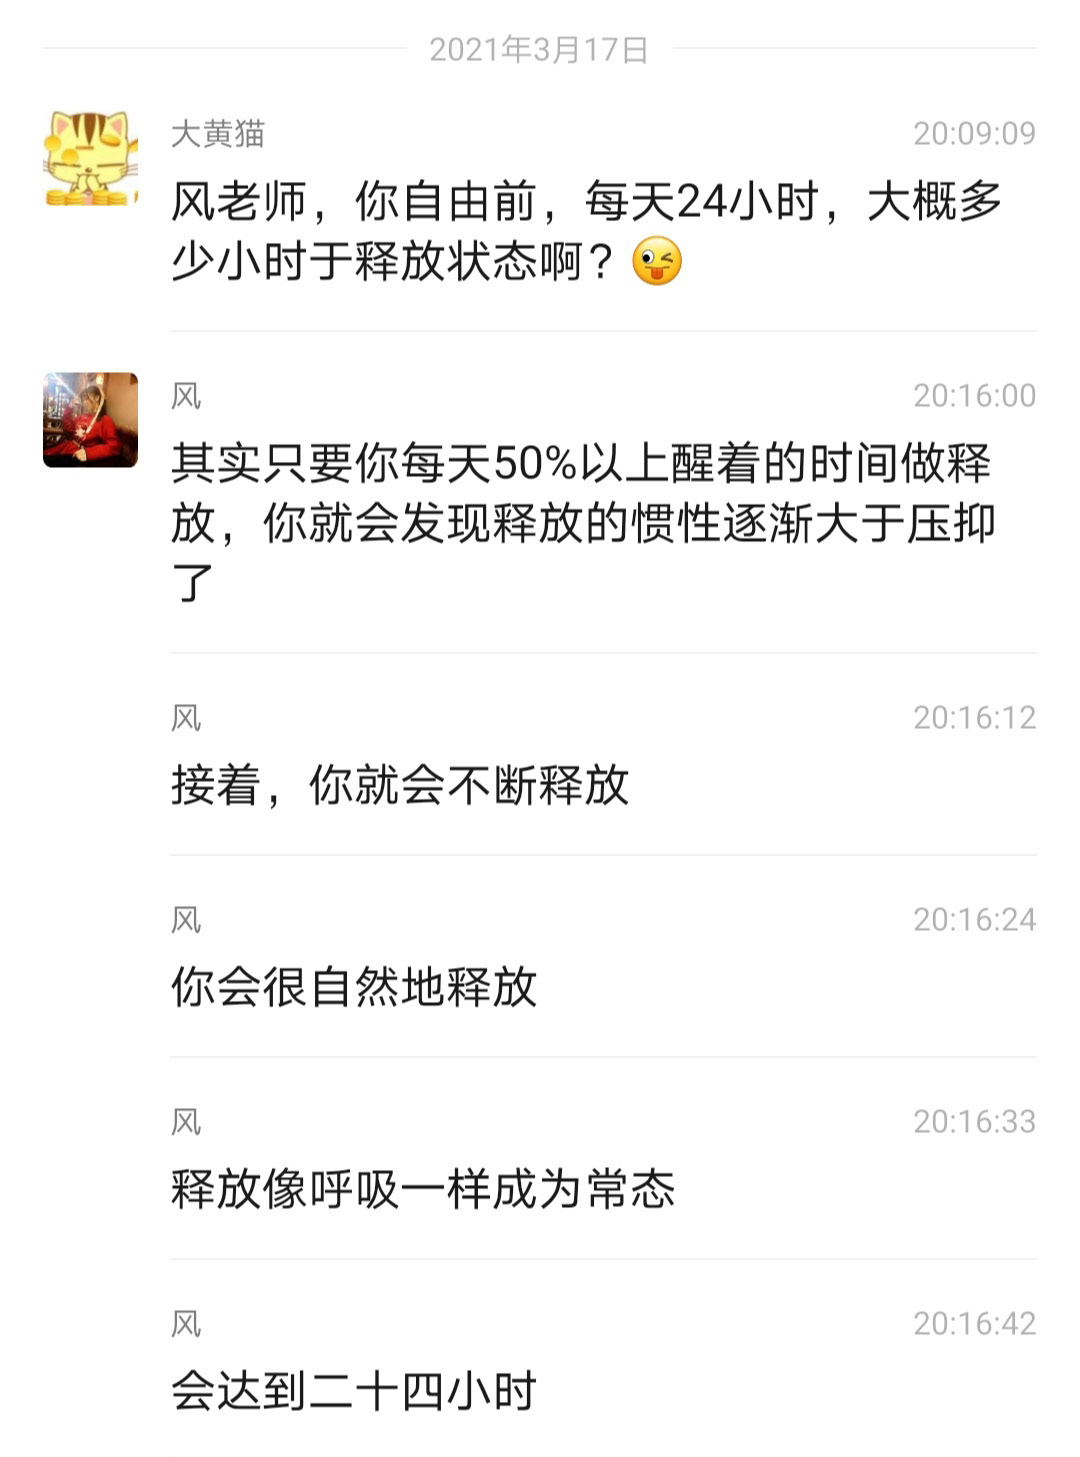 2021年3月17日
大黄猫
20:09:09
风老师，你自由前，每天24小时，大概多
少小时于释放状态啊？😜
风
20:16:00
其实只要你每天50%以上醒着的时间做释
放，你就会发现释放的惯性逐渐大于压抑
了
风
20:16:12
接着，你就会不断释放
风
20:16:24
你会很自然地释放
风
20:16:33
释放像呼吸一样成为常态
风
20:16:42
会达到二十四小时